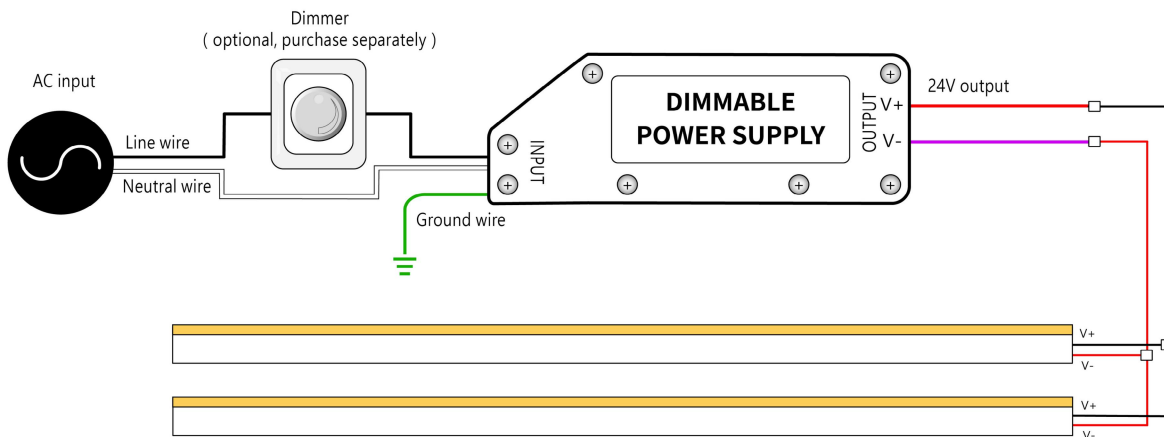 Dimmer
( optional, purchase separately )
AC input
Line wire
Neutral wire
Ground wire
INPUT
DIMMABLE
POWER SUPPLY
OUTPUT
V+
V-
24V output
V+
V-
V+
V-